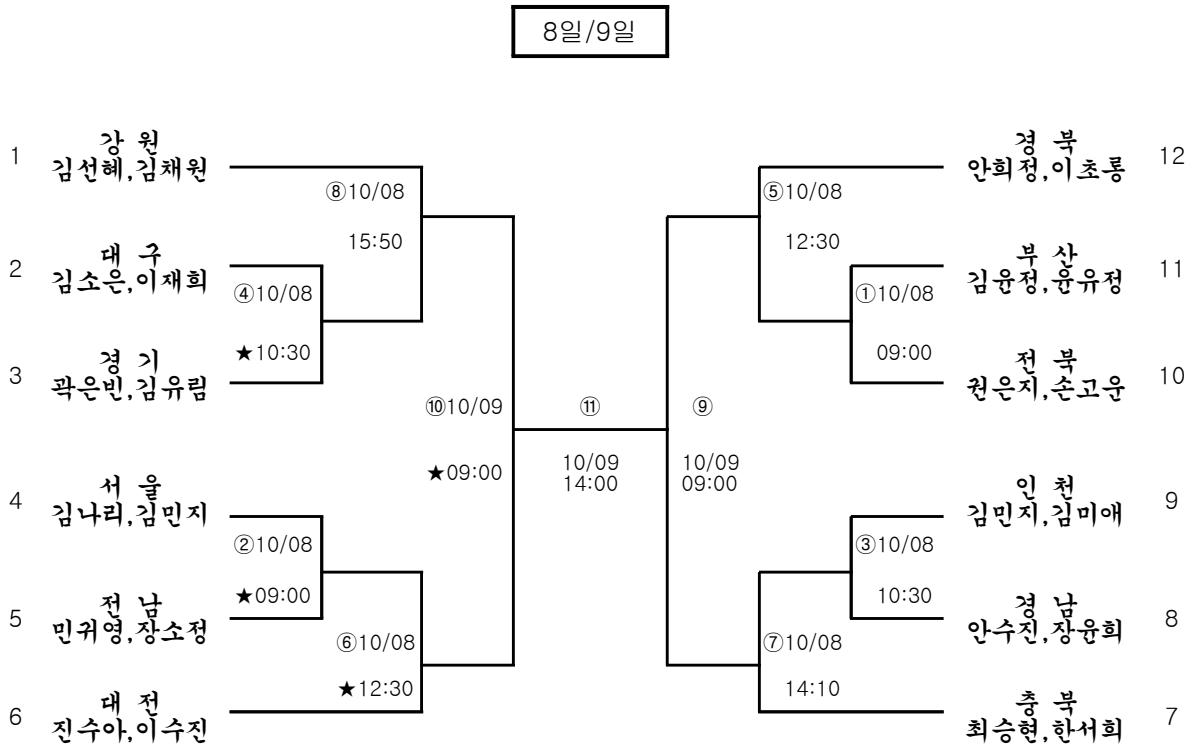 8일/9일
강 원
1 김선혜,김채원
⑧10/08
15:50
대 구
2 김소은,이재희
④10/08
★10:30
경 기
3 곽은빈,김유림
⑩10/09
★09:00
서 울
4 김나리,김민지
②10/08
★09:00
전 남
5 민귀영,장소정
⑥10/08
★12:30
대 전
6 진수아,이수진
⑪
10/09
14:00
⑨
10/09
09:00
경 북
안희정,이초롱 12
⑤10/08
12:30
부 산
김윤정,윤유정 11
①10/08
09:00
전 북
권은지,손고운 10
인 천
김민지,김미애 9
③10/08
10:30
경 남
안수진,장윤희 8
⑦10/08
14:10
충 북
최승현,한서희 7